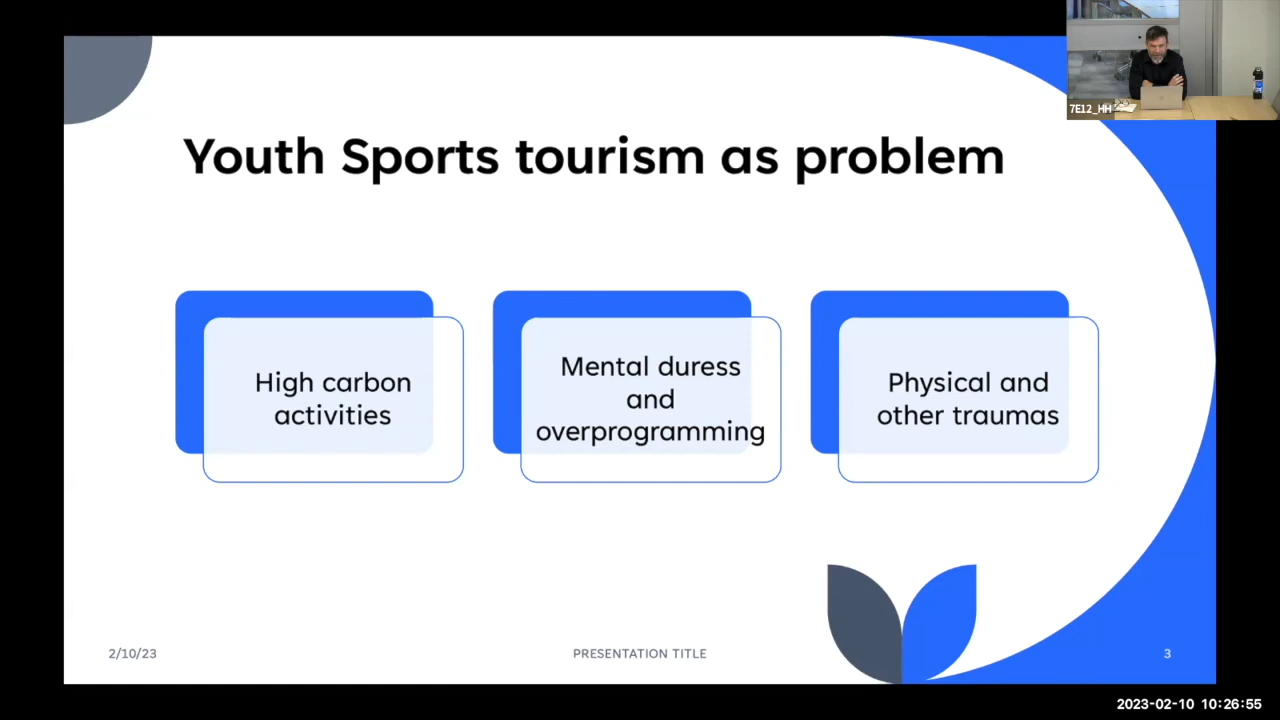 7E12_HH
Youth Sports tourism as problem
High carbon
activities
Mental duress
and
overprogramming
Physical and
other traumas
2/10/23
PRESENTATION TITLE
3
2023-02-10 10:26:55